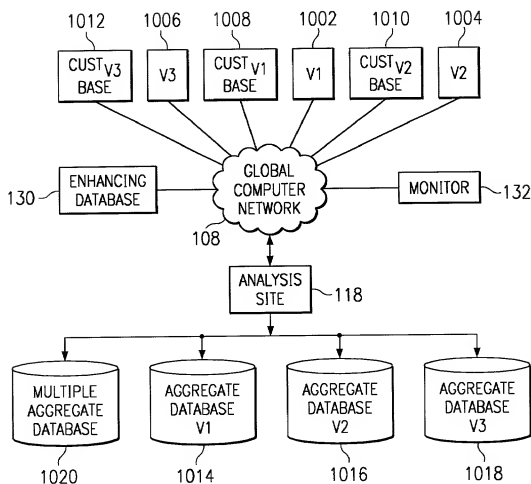 1012 1006 1008 1002 1010 1004
CUST V3 BASE
V3
CUST V1 BASE
V1
CUST V2 BASE
V2
130
ENHANCING
DATABASE
GLOBAL
COMPUTER
NETWORK
108
MONITOR
132
ANALYSIS
SITE
118
MULTIPLE
AGGREGATE
DATABASE
AGGREGATE
DATABASE
V1
AGGREGATE
DATABASE
V2
AGGREGATE
DATABASE
V3
1020 1014 1016 1018